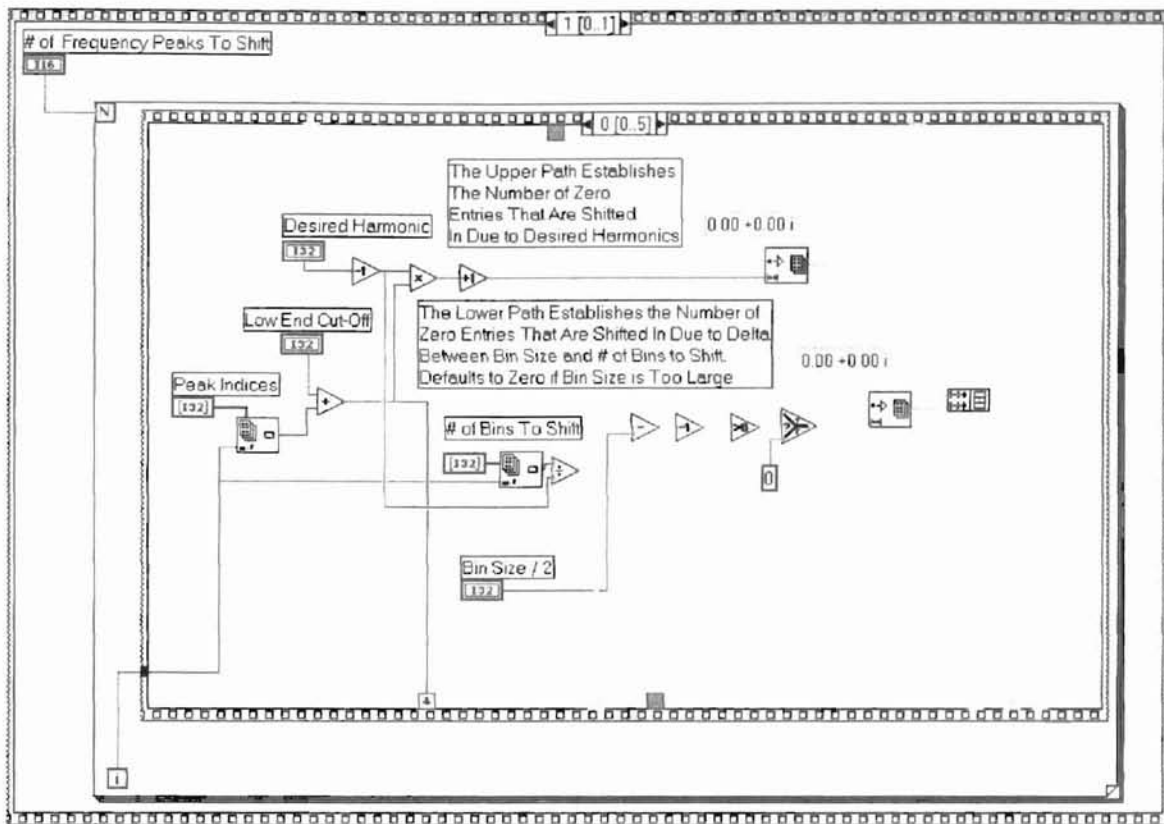 1 [0..1]
# of Frequency Peaks To Shift
I16
N
0 [0..5]
The Upper Path Establishes
The Number of Zero
Entries That Are Shifted
In Due to Desired Harmonics
0.00 +0.00 i
Desired Harmonic
I32
-1
x
+1
Low End Cut-Off
I32
The Lower Path Establishes the Number of
Zero Entries That Are Shifted In Due to Delta
Between Bin Size and # of Bins to Shift.
Defaults to Zero if Bin Size is Too Large
0.00 +0.00 i
Peak Indices
[I32]
+
# of Bins To Shift
[I32]
÷
-
-1
>0
?
0
Bin Size / 2
I32
i